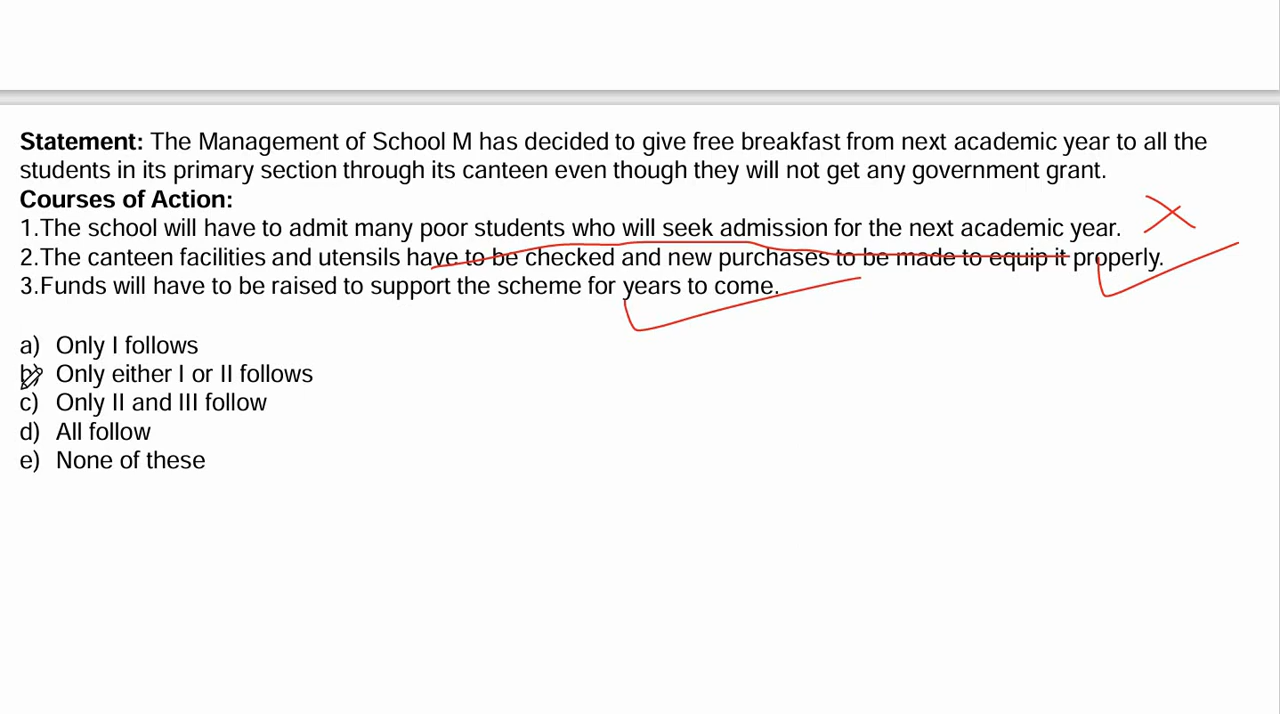 Statement: The Management of School M has decided to give free breakfast from next academic year to all the
students in its primary section through its canteen even though they will not get any government grant.
Courses of Action:
1.The school will have to admit many poor students who will seek admission for the next academic year.
2.The canteen facilities and utensils have to be checked and new purchases to be made to equip it properly.
3.Funds will have to be raised to support the scheme for years to come.
a) Only I follows
b) Only either I or II follows
c) Only II and III follow
d) All follow
e) None of these